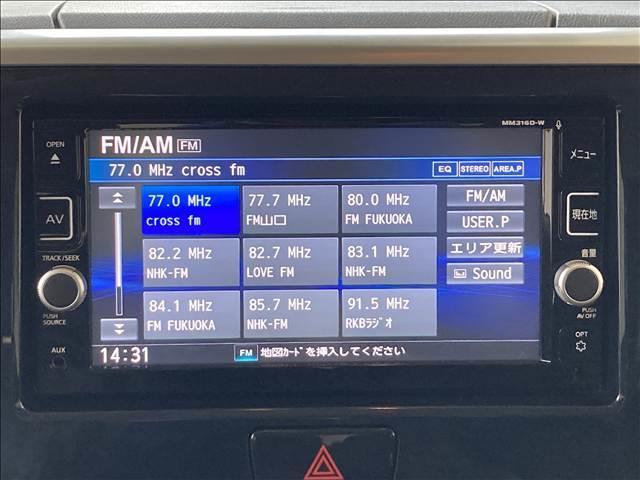 MM316D-W
OPEN
FM/AM FM
メニュー
77.0 MHz cross fm
EQ STEREO AREA.P
77.0 MHz
cross fm
77.7 MHz
FM山口
80.0 MHz
FM FUKUOKA
FM/AM
AV
USER.P
現在地
82.2 MHz
NHK-FM
82.7 MHz
LOVE FM
83.1 MHz
NHK-FM
エリア更新
TRACK/SEEK
音量
Sound
84.1 MHz
FM FUKUOKA
85.7 MHz
NHK-FM
91.5 MHz
RKBラジオ
PUSH
SOURCE
PUSH
AV OFF
AUX
OPT
14:31
FM 地図カードを挿入してください